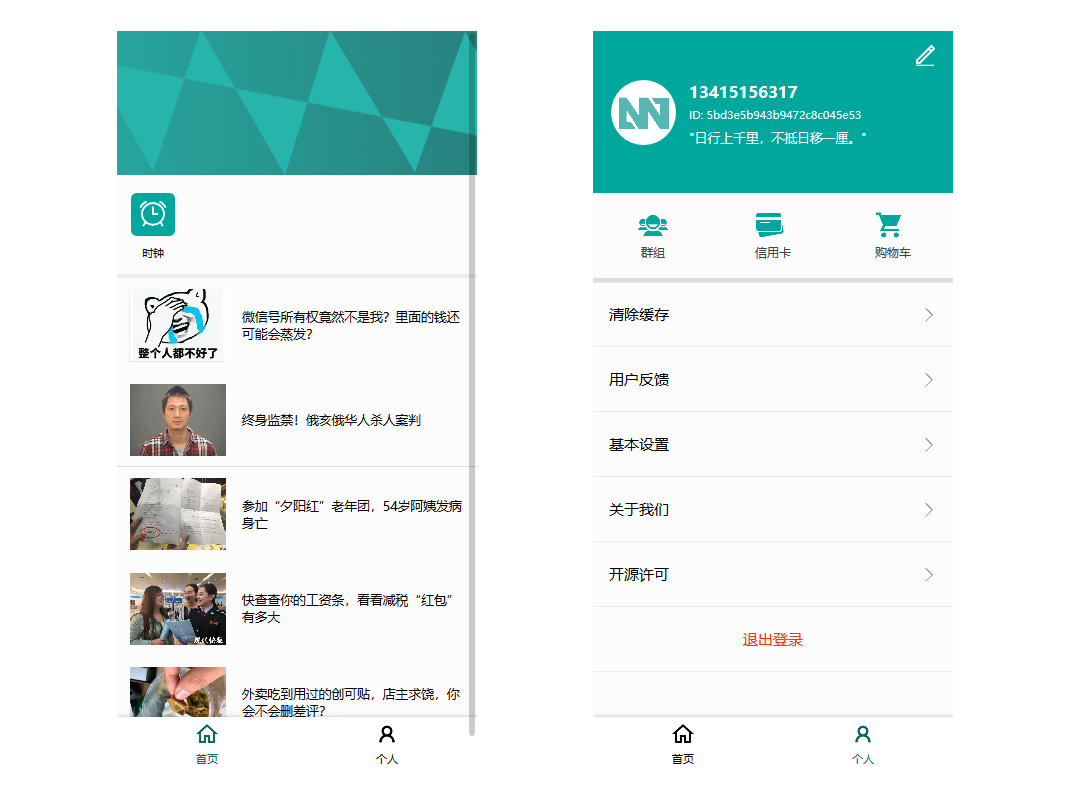 时钟
整个人都不好了
微信号所有权竟然不是我？里面的钱还
可能会蒸发？
终身监禁！俄亥俄华人杀人案判
参加“夕阳红”老年团，54岁阿姨发病
身亡
现代快报
快查查你的工资条，看看减税“红包”
有多大
外卖吃到用过的创可贴，店主求饶，你
会不会删差评？
首页
个人
13415156317
ID: 5bd3e5b943b9472c8c045e53
"日行上千里，不抵日移一厘。"
群组
信用卡
购物车
清除缓存
用户反馈
基本设置
关于我们
开源许可
退出登录
首页
个人